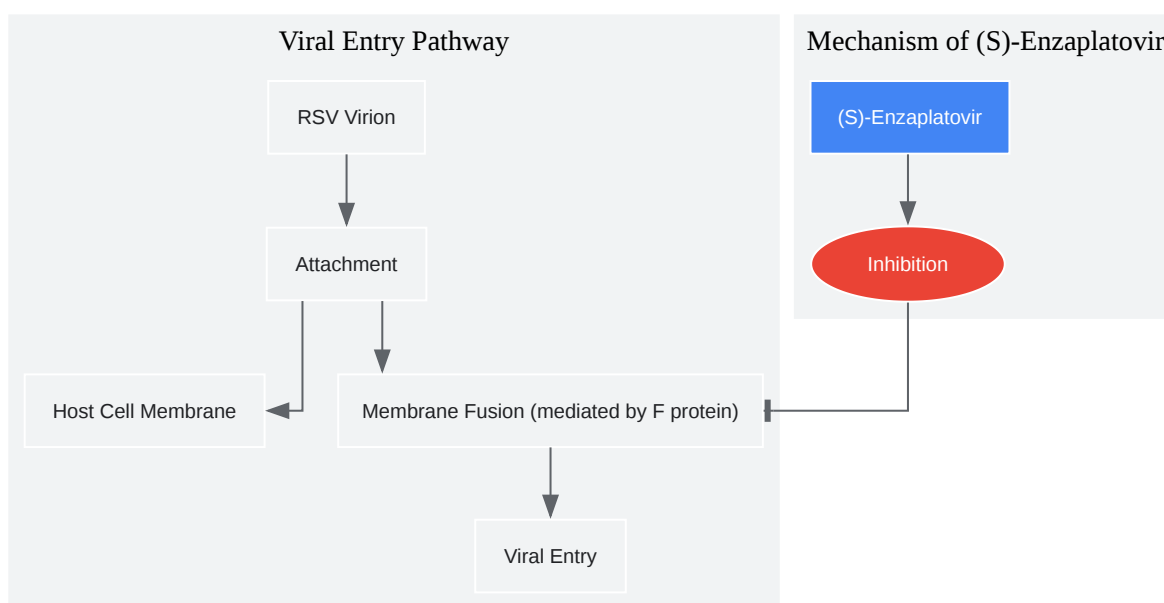 Viral Entry Pathway
Mechanism of (S)-Enzaplatovir
RSV Virion
(S)-Enzaplatovir
Attachment
Inhibition
Host Cell Membrane
Membrane Fusion (mediated by F protein)
Viral Entry